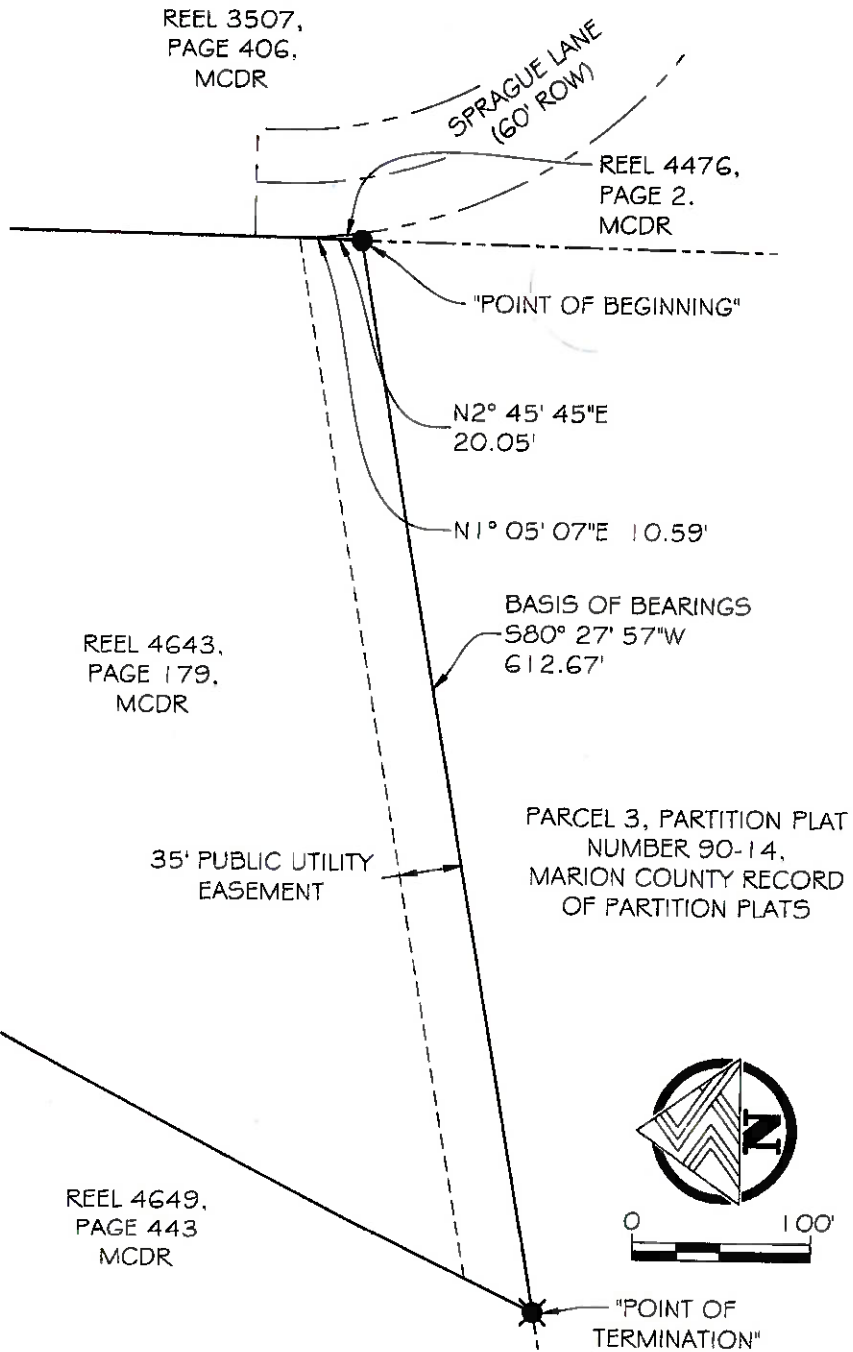 REEL 3507,
PAGE 406,
MCDR
SPRAGUE LANE
(60' ROW)
REEL 4476,
PAGE 2.
MCDR
"POINT OF BEGINNING"
N2° 45' 45"E
20.05'
N1° 05' 07"E 10.59'
BASIS OF BEARINGS
S80° 27' 57"W
612.67'
REEL 4643,
PAGE 179,
MCDR
35' PUBLIC UTILITY
EASEMENT
PARCEL 3, PARTITION PLAT
NUMBER 90-14,
MARION COUNTY RECORD
OF PARTITION PLATS
N
0 100'
REEL 4649,
PAGE 443
MCDR
"POINT OF
TERMINATION"